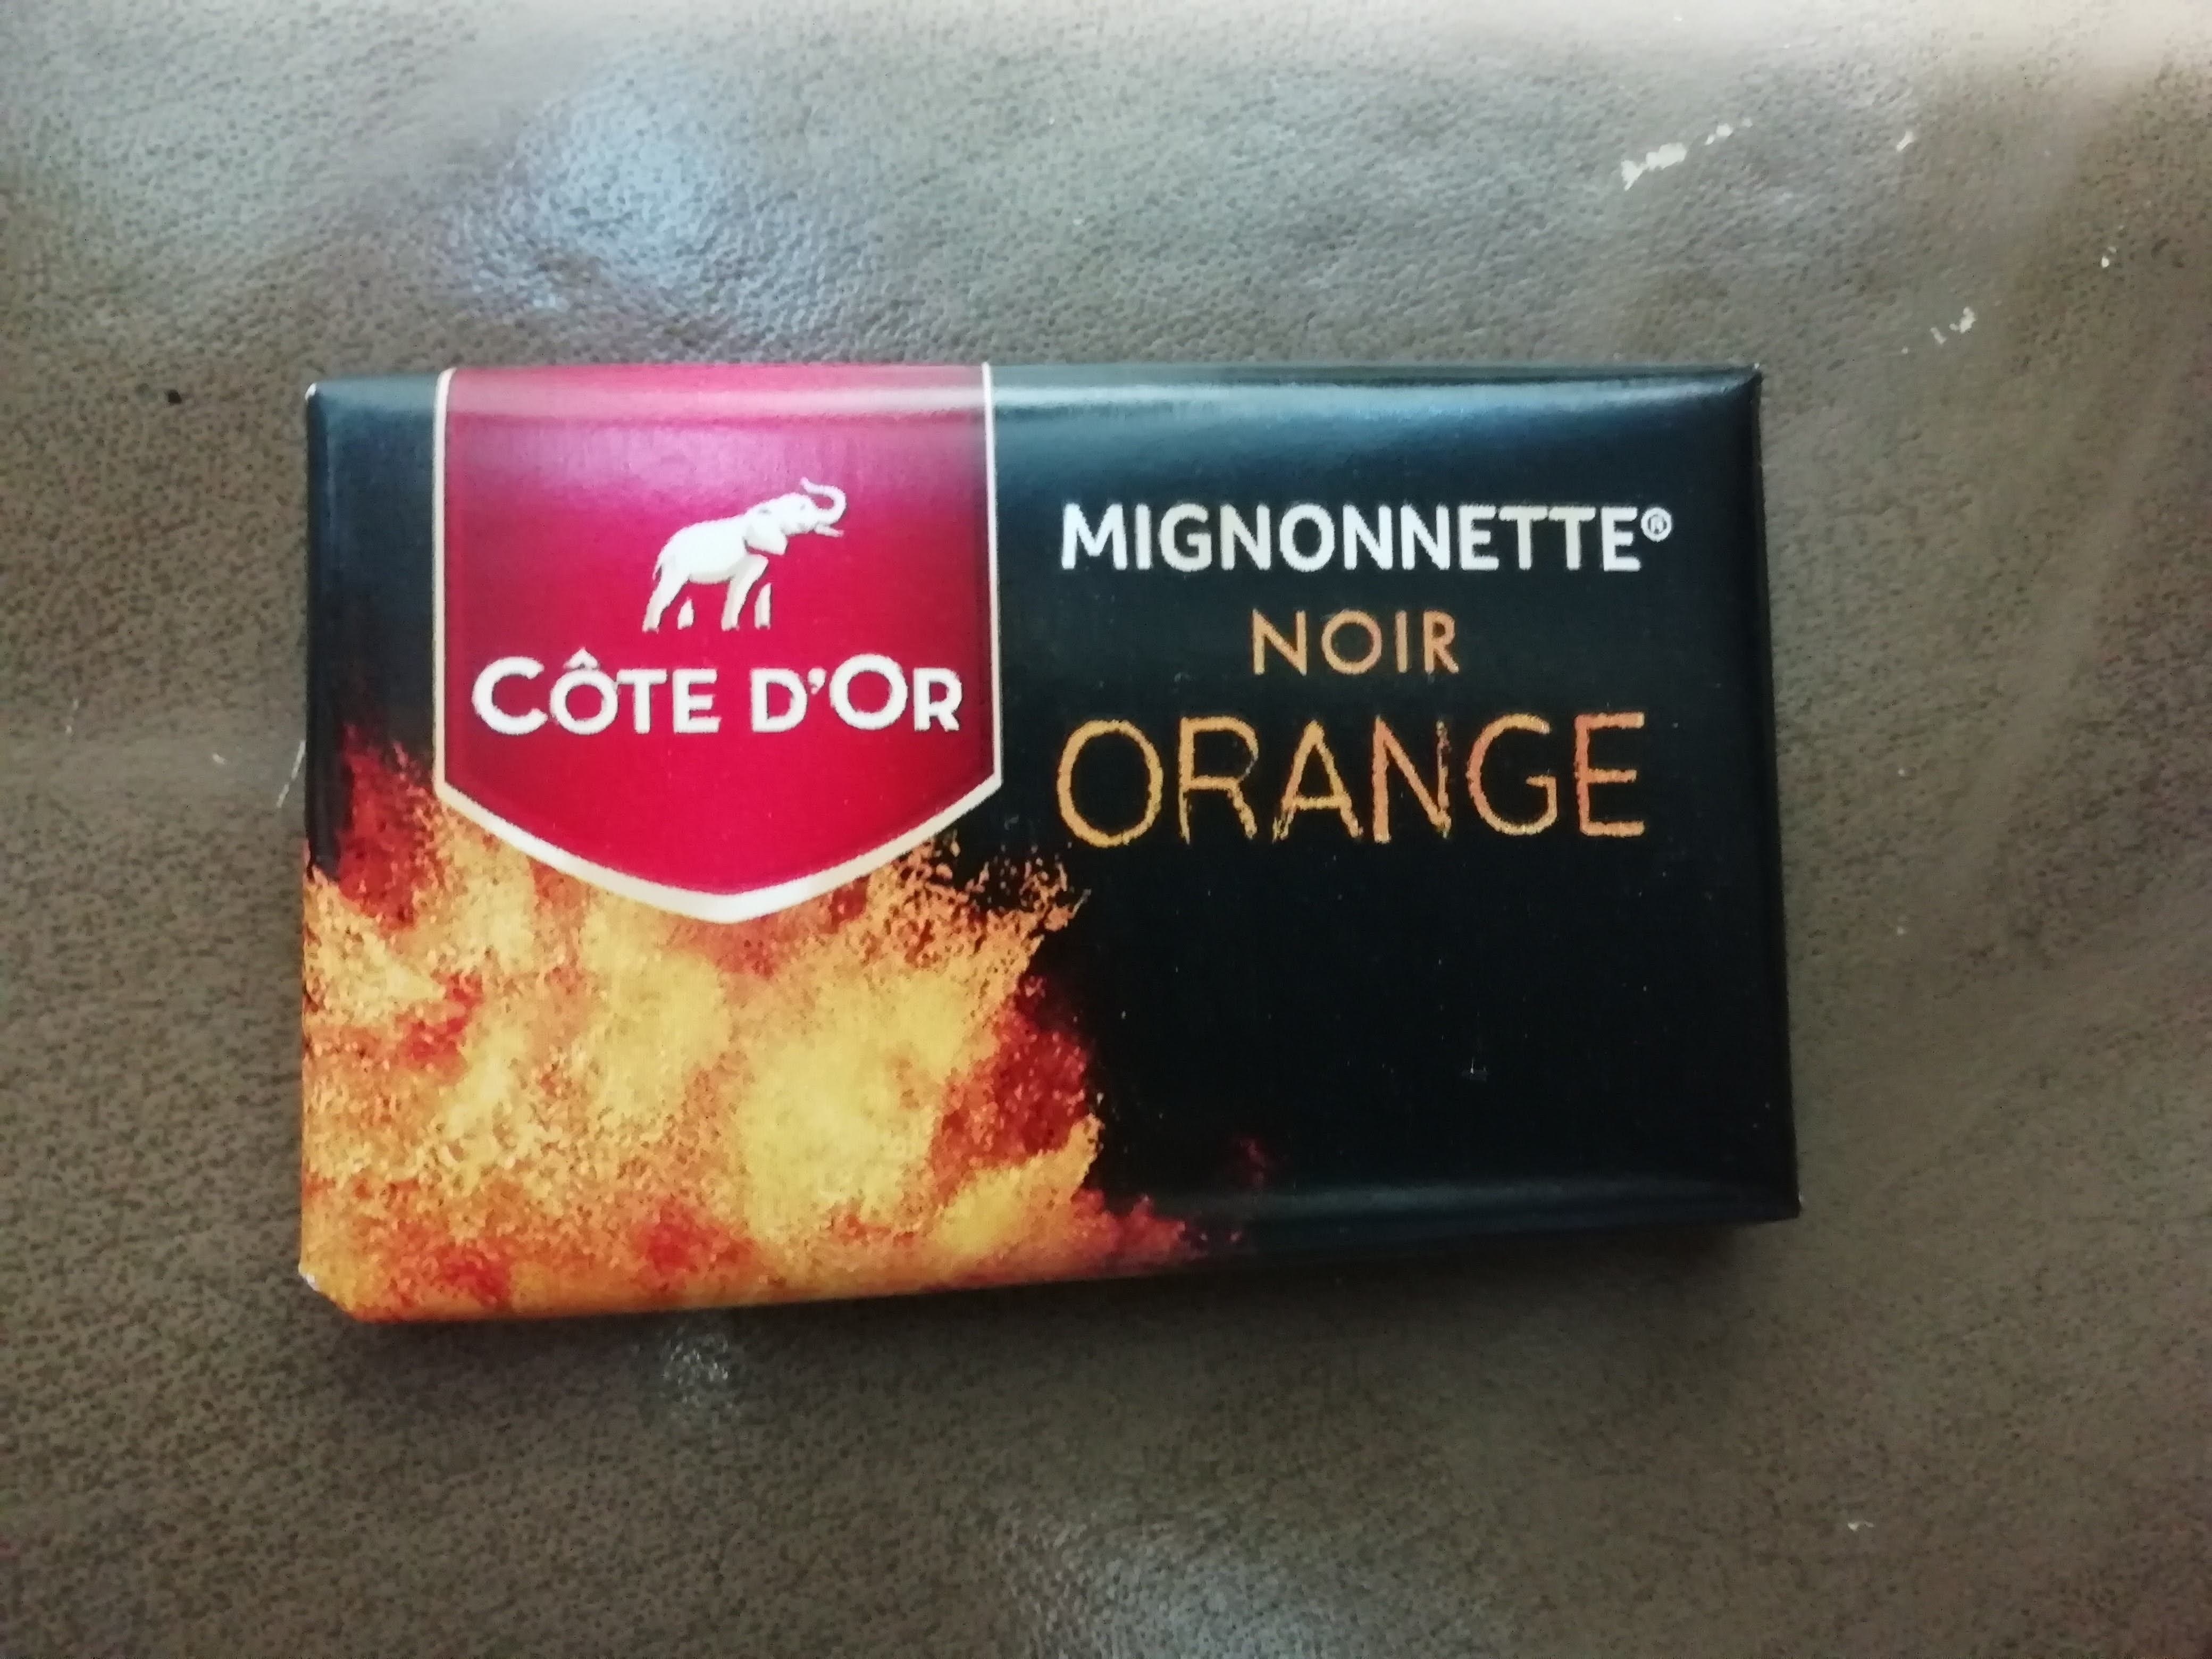 CÔTE D'OR
MIGNONNETTE®
NOIR
ORANGE